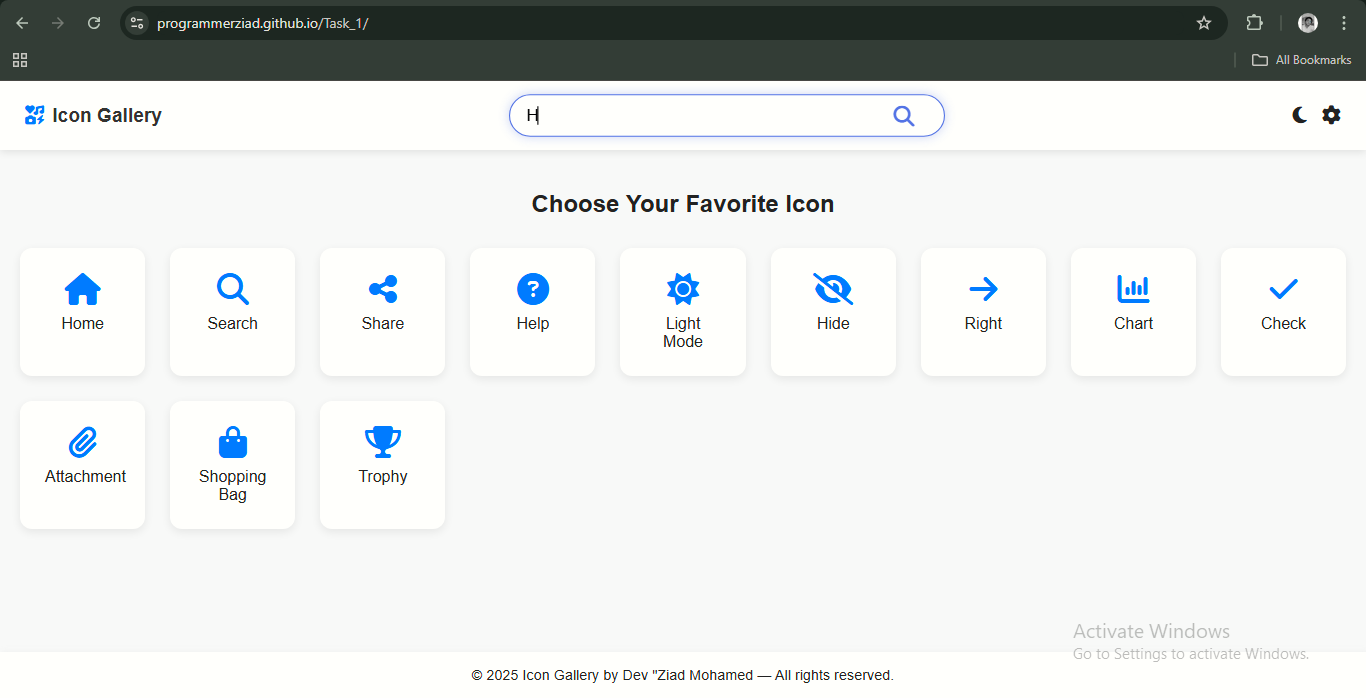 programmerziad.github.io/Task_1/
All Bookmarks
Icon Gallery
H
Choose Your Favorite Icon
Home
Search
Share
Help
Light
Mode
Hide
Right
Chart
Check
Attachment
Shopping
Bag
Trophy
Activate Windows
Go to Settings to activate Windows.
© 2025 Icon Gallery by Dev "Ziad Mohamed — All rights reserved.